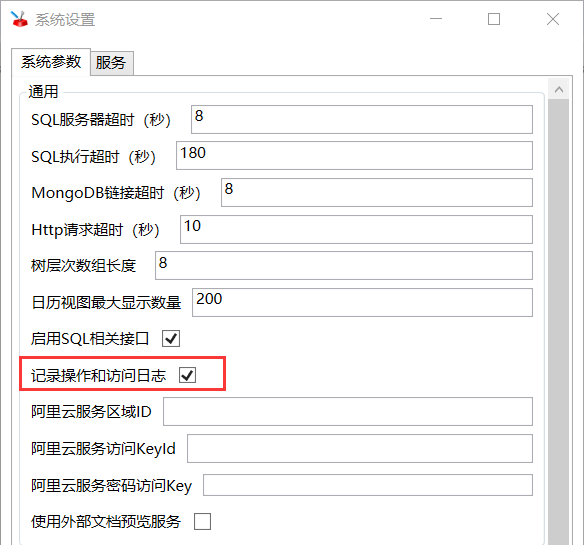 系统设置
系统参数 服务
通用
SQL服务器超时（秒） 8
SQL执行超时（秒） 180
MongoDB链接超时（秒） 8
Http请求超时（秒） 10
树层次数组长度 8
日历视图最大显示数量 200
启用SQL相关接口
记录操作和访问日志
阿里云服务区域ID
阿里云服务访问KeyId
阿里云服务密码访问Key
使用外部文档预览服务